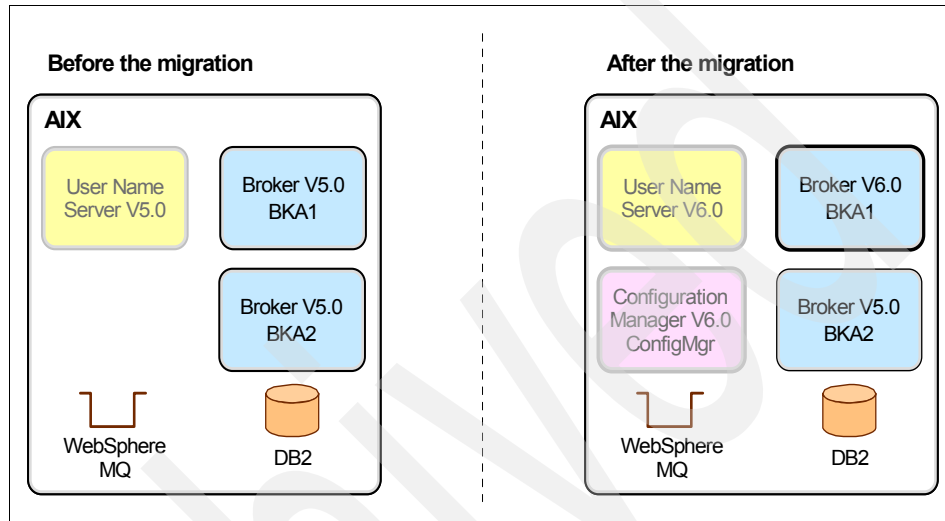 Before the migration
AIX
User Name
Server V5.0
Broker V5.0
BKA1
Broker V5.0
BKA2
WebSphere
MQ
DB2
After the migration
AIX
User Name
Server V6.0
Broker V6.0
BKA1
Configuration
Manager V6.0
ConfigMgr
Broker V5.0
BKA2
WebSphere
MQ
DB2